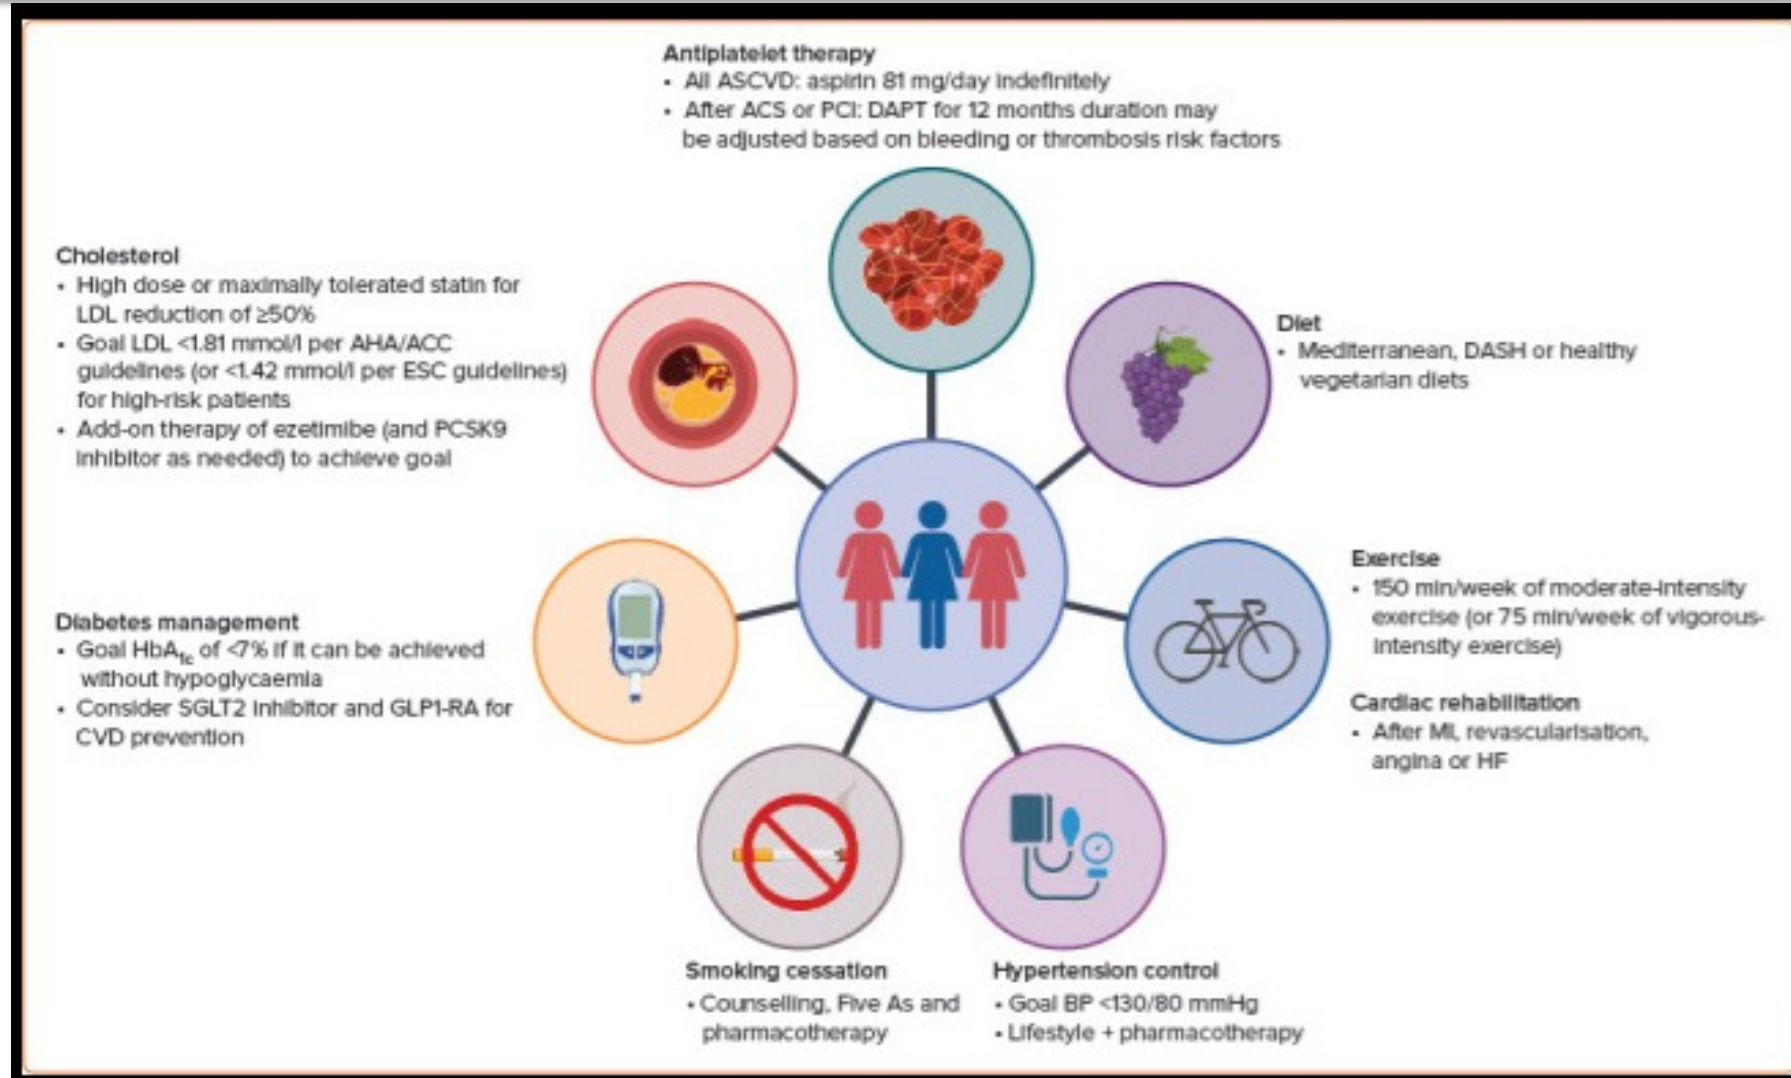 Antiplatelet therapy
• All ASCVD: aspirin 81 mg/day indefinitely
• After ACS or PCI: DAPT for 12 months duration may
be adjusted based on bleeding or thrombosis risk factors
Cholesterol
• High dose or maximally tolerated statin for
LDL reduction of ≥50%
• Goal LDL <1.81 mmol/l per AHA/ACC
guidelines (or <1.42 mmol/l per ESC guidelines)
for high-risk patients
• Add-on therapy of ezetimibe (and PCSK9
inhibitor as needed) to achieve goal
Diet
• Mediterranean, DASH or healthy
vegetarian diets
Diabetes management
• Goal HbA1c of <7% if it can be achieved
without hypoglycaemia
• Consider SGLT2 inhibitor and GLP1-RA for
CVD prevention
Exercise
• 150 min/week of moderate-intensity
exercise (or 75 min/week of vigorous-
intensity exercise)
Cardiac rehabilitation
• After MI, revascularisation,
angina or HF
Smoking cessation
• Counselling, Five As and
pharmacotherapy
Hypertension control
• Goal BP <130/80 mmHg
• Lifestyle + pharmacotherapy